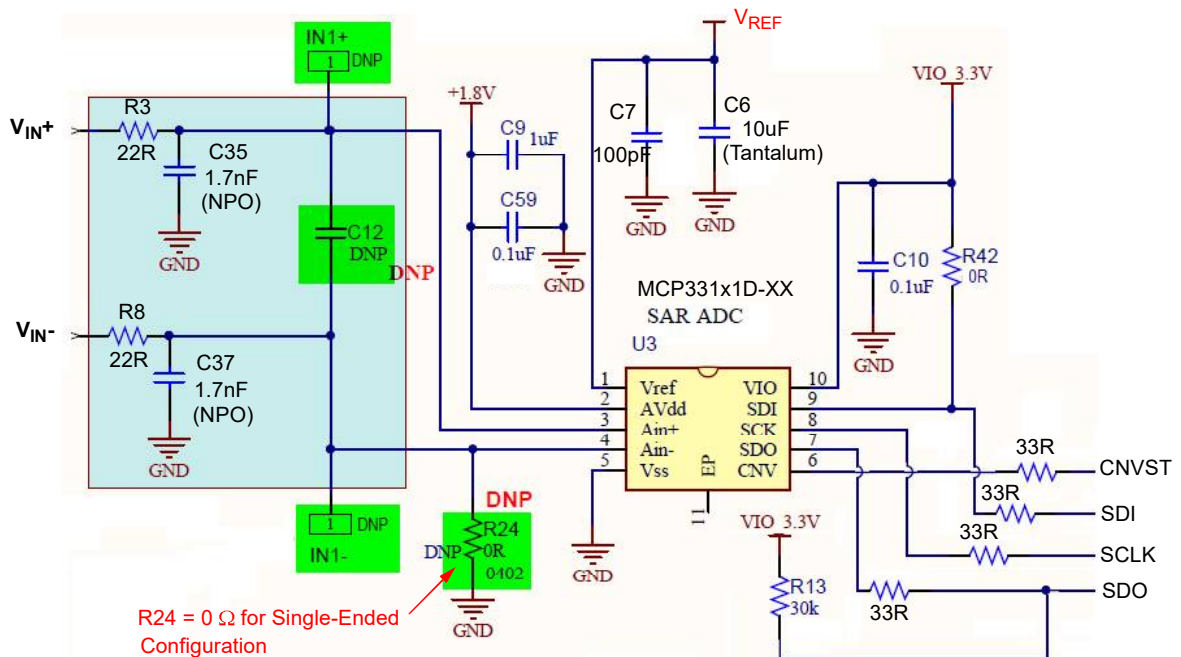 V_REF
IN1+
1 DNP
VIO_3.3V
+1.8V
R3
V_IN+
22R
C35
1.7nF
(NPO)
GND
C9
1uF
C59
0.1uF
GND
C7
100pF
GND
C6
10uF
(Tantalum)
GND
C12
DNP
DNP
C10
0.1uF
GND
R42
0R
V_IN-
R8
22R
C37
1.7nF
(NPO)
GND
MCP331x1D-XX
SAR ADC
U3
1 Vref
2 AVdd
3 Ain+
4 Ain-
5 Vss
VIO 10
SDI 9
SCK 8
SDO 7
CNV 6
EP
11
GND
33R
CNVST
33R
SDI
33R
SCLK
33R
SDO
VIO_3.3V
R13
30k
1 DNP
IN1-
DNP
DNP
R24
0R
0402
GND
R24 = 0 Ω for Single-Ended
Configuration